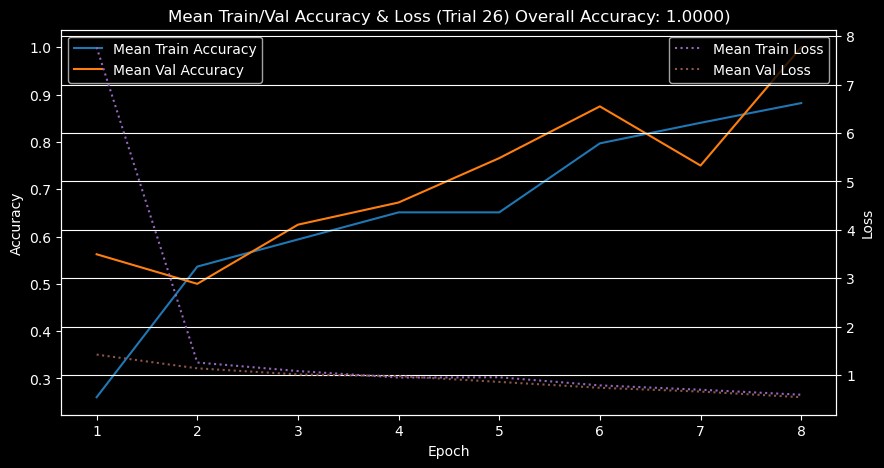 Mean Train/Val Accuracy & Loss (Trial 26) Overall Accuracy: 1.0000)
Mean Train Accuracy
Mean Val Accuracy
Mean Train Loss
Mean Val Loss
1.0
0.9
0.8
0.7
0.6
0.5
0.4
0.3
Accuracy
8
7
6
5
4
3
2
1
Loss
1 2 3 4 5 6 7 8
Epoch